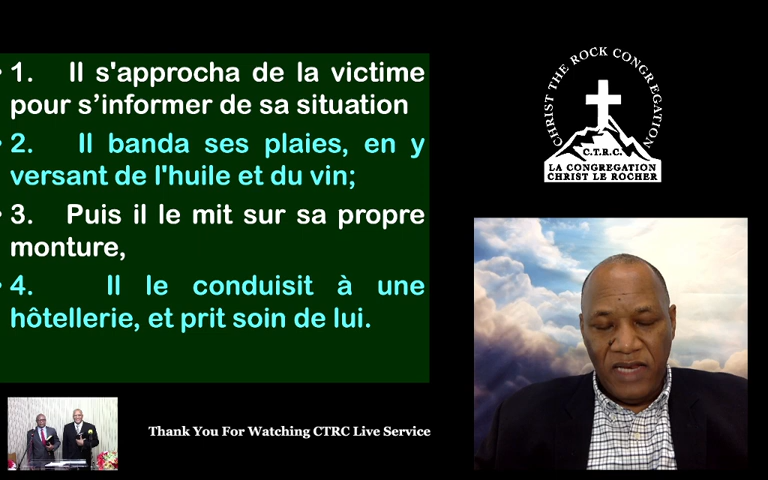 • 1. Il s'approcha de la victime
pour s’informer de sa situation
• 2. Il banda ses plaies, en y
versant de l'huile et du vin;
• 3. Puis il le mit sur sa propre
monture,
• 4. Il le conduisit à une
hôtellerie, et prit soin de lui.
CHRIST THE ROCK CONGREGATION
C.T.R.C.
LA CONGREGATION
CHRIST LE ROCHER
Thank You For Watching CTRC Live Service